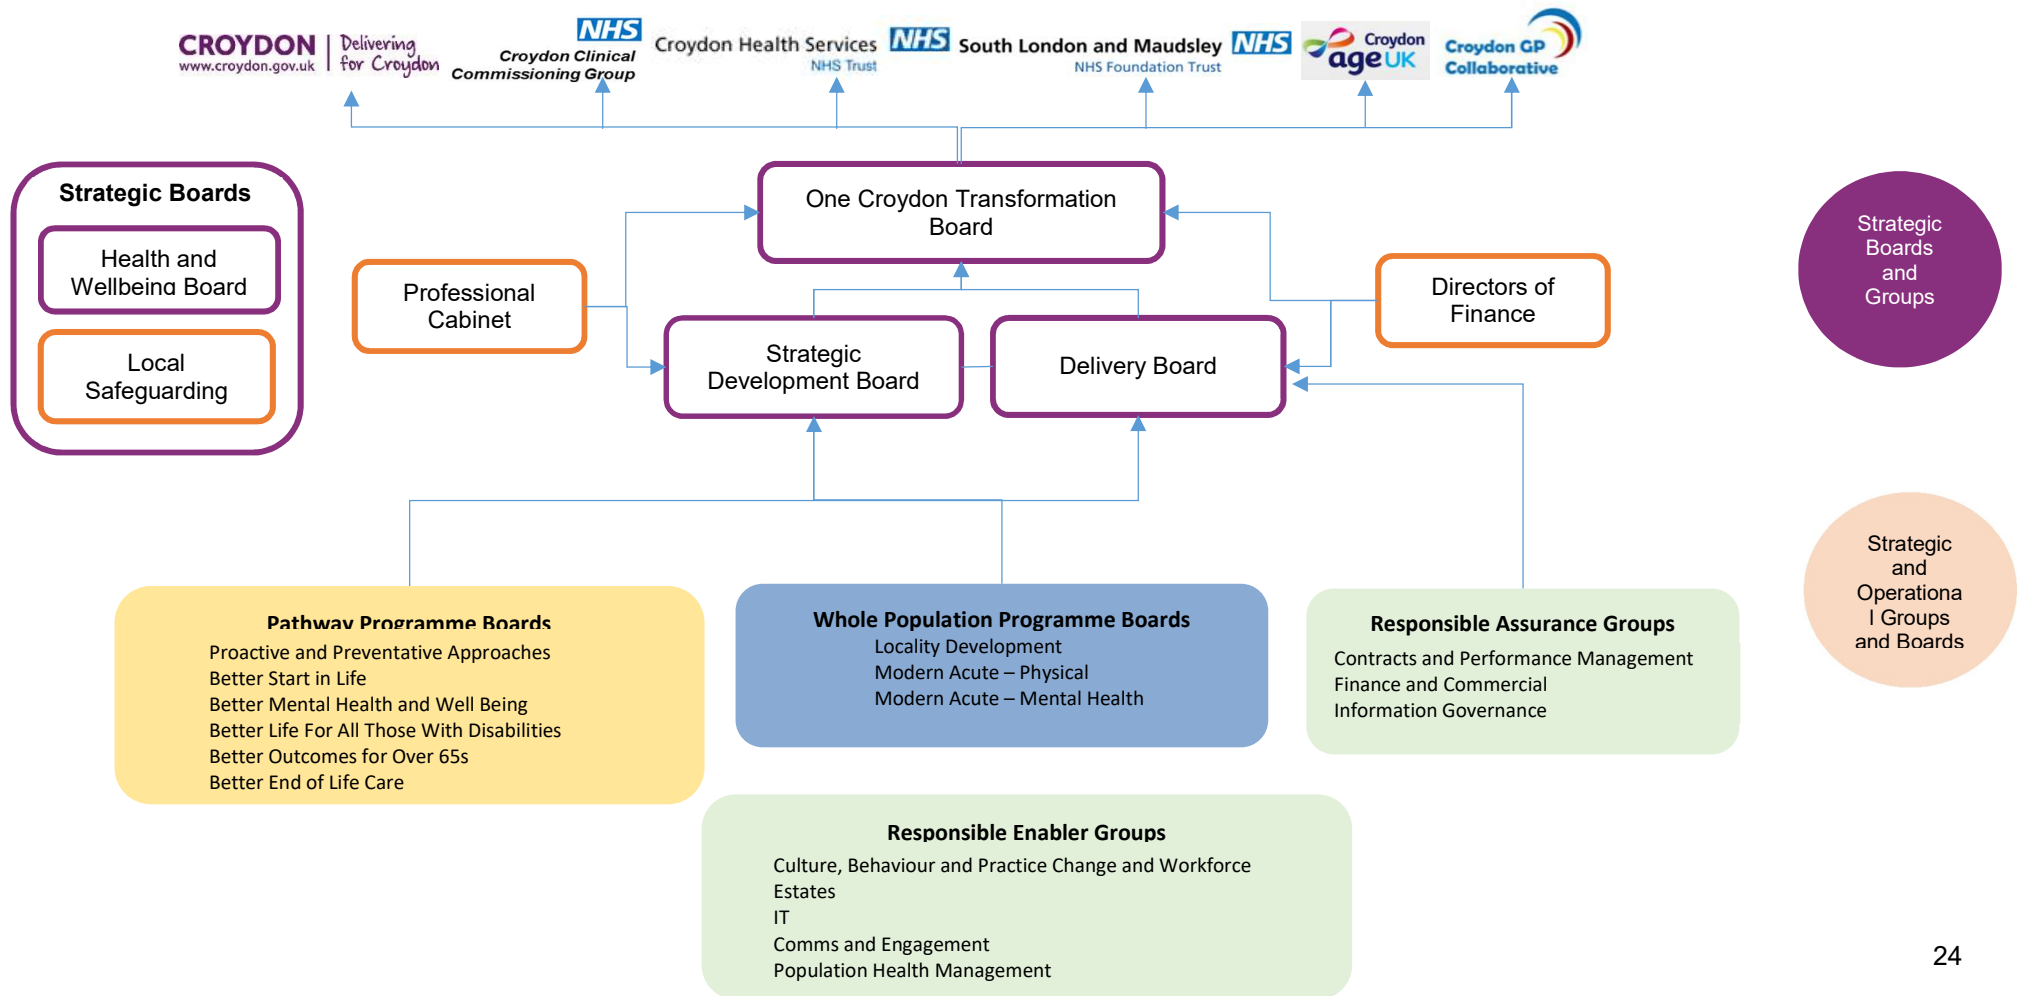 CROYDON
www.croydon.gov.uk
Delivering
for Croydon
NHS
Croydon Clinical
Commissioning Group
Croydon Health Services NHS
NHS Trust
South London and Maudsley NHS
NHS Foundation Trust
Croydon
age UK
Croydon GP
Collaborative
Strategic Boards
Health and
Wellbeing Board
Local
Safeguarding
Professional
Cabinet
One Croydon Transformation
Board
Strategic
Development Board
Delivery Board
Directors of
Finance
Strategic
Boards
and
Groups
Strategic
and
Operationa
l Groups
and Boards
Pathway Programme Boards
Proactive and Preventative Approaches
Better Start in Life
Better Mental Health and Well Being
Better Life For All Those With Disabilities
Better Outcomes for Over 65s
Better End of Life Care
Whole Population Programme Boards
Locality Development
Modern Acute – Physical
Modern Acute – Mental Health
Responsible Assurance Groups
Contracts and Performance Management
Finance and Commercial
Information Governance
Responsible Enabler Groups
Culture, Behaviour and Practice Change and Workforce
Estates
IT
Comms and Engagement
Population Health Management
24